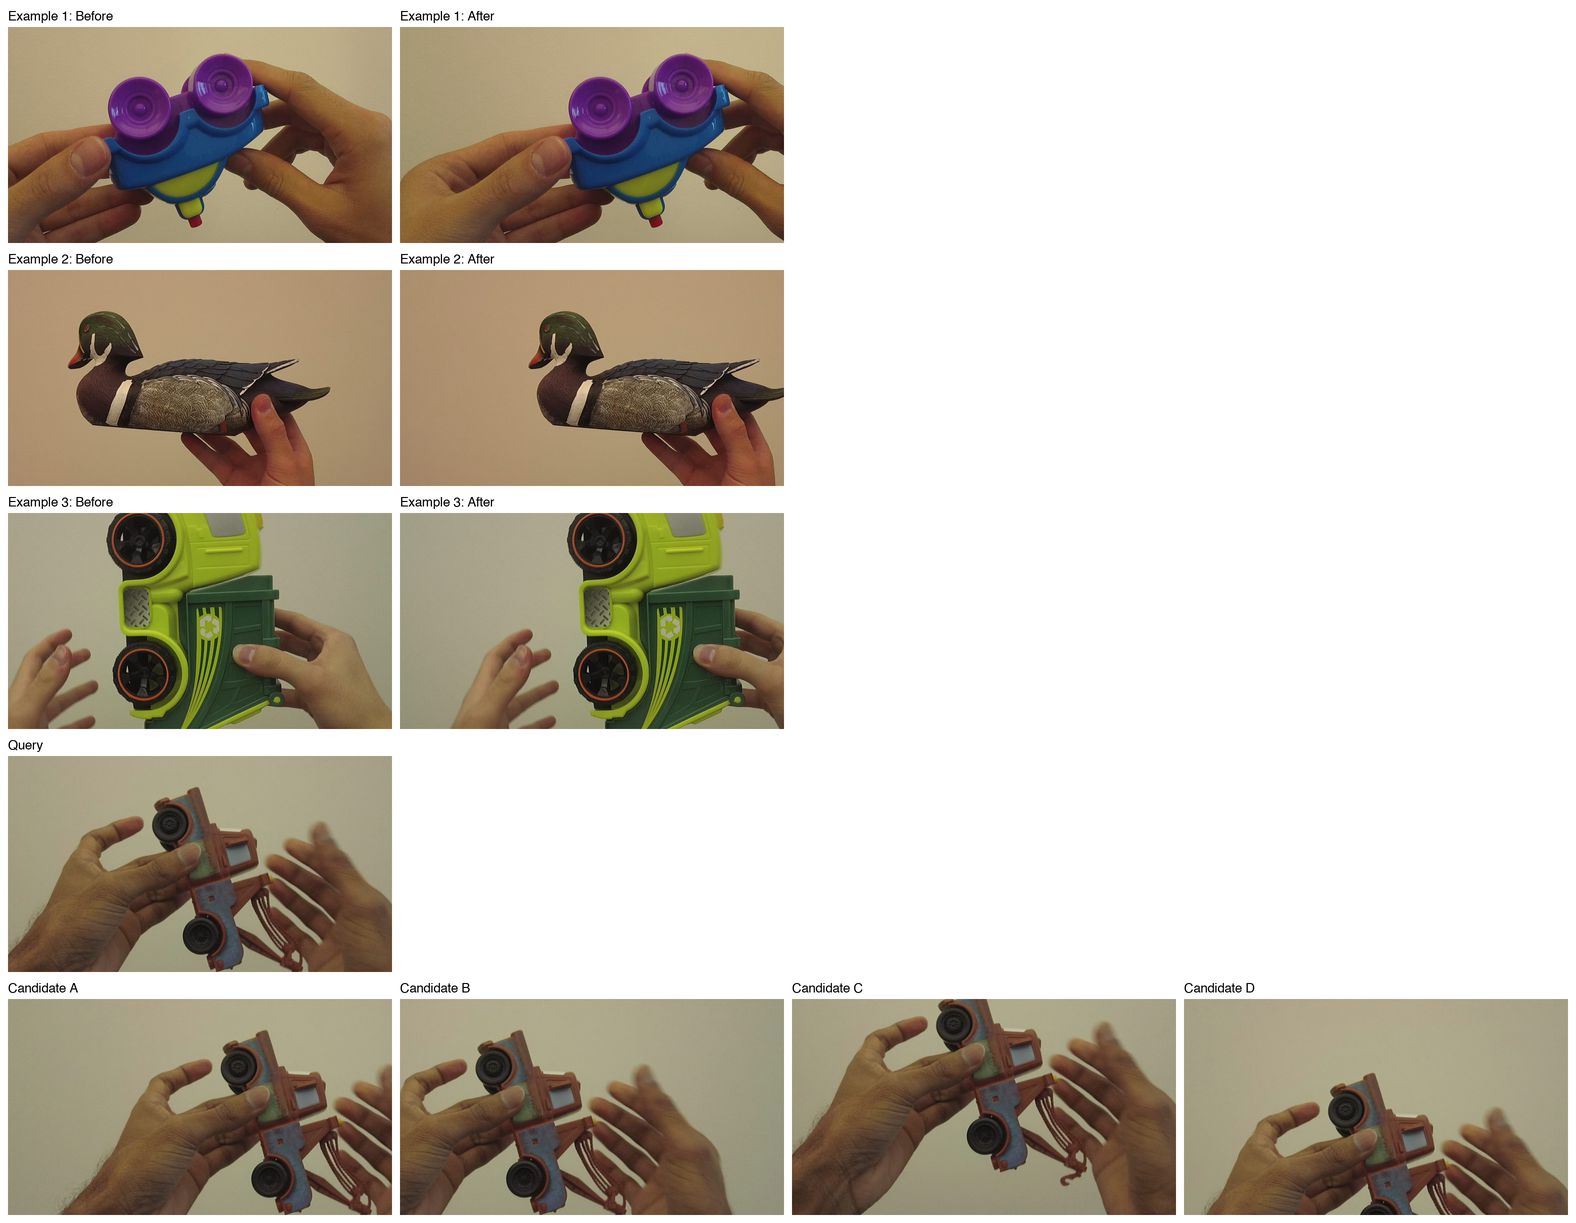 Example 1: Before
Example 1: After
Example 2: Before
Example 2: After
Example 3: Before
Example 3: After
Query
Candidate A
Candidate B
Candidate C
Candidate D